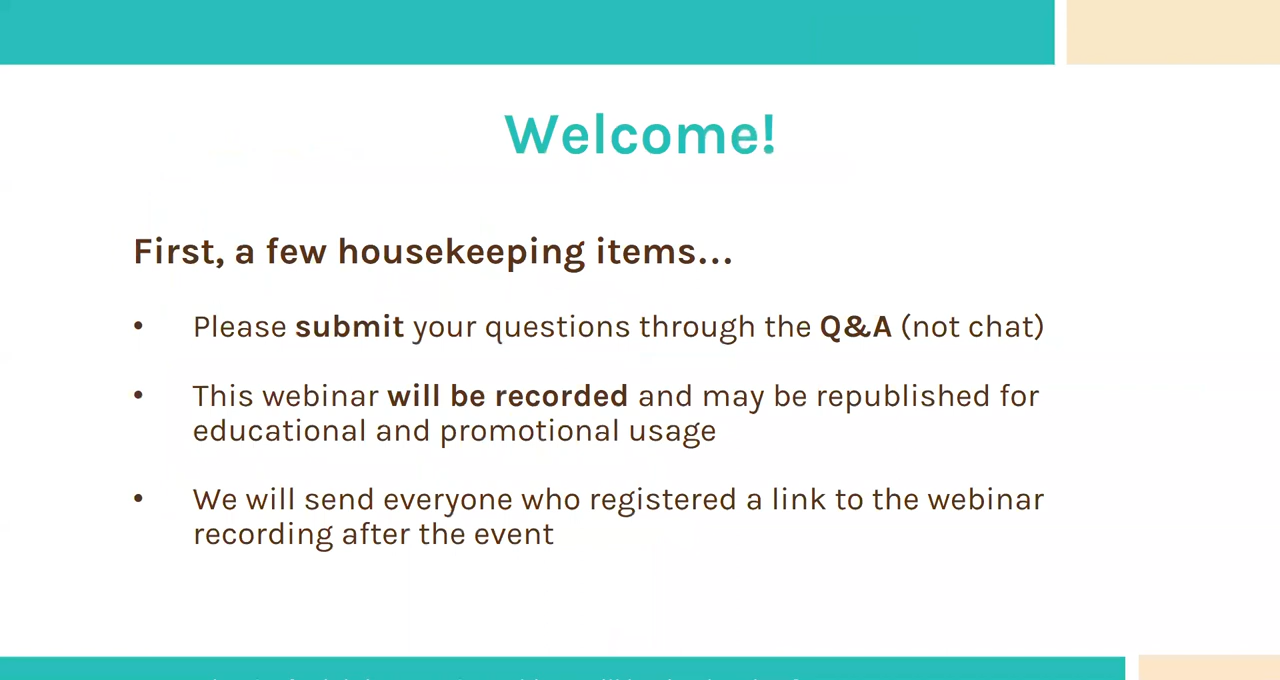 Welcome!
First, a few housekeeping items...
• Please submit your questions through the Q&A (not chat)
• This webinar will be recorded and may be republished for
educational and promotional usage
• We will send everyone who registered a link to the webinar
recording after the event